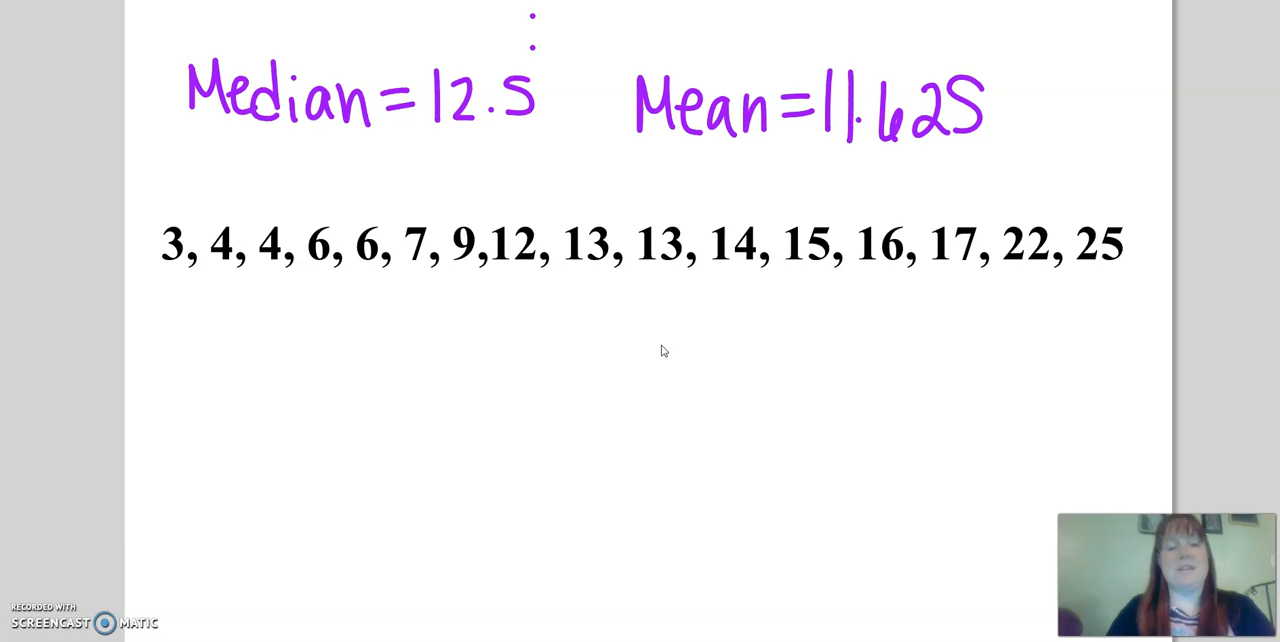 Median = 12.5 Mean = 11.625
3, 4, 4, 6, 6, 7, 9,12, 13, 13, 14, 15, 16, 17, 22, 25
RECORDED WITH
SCREENCAST MATIC